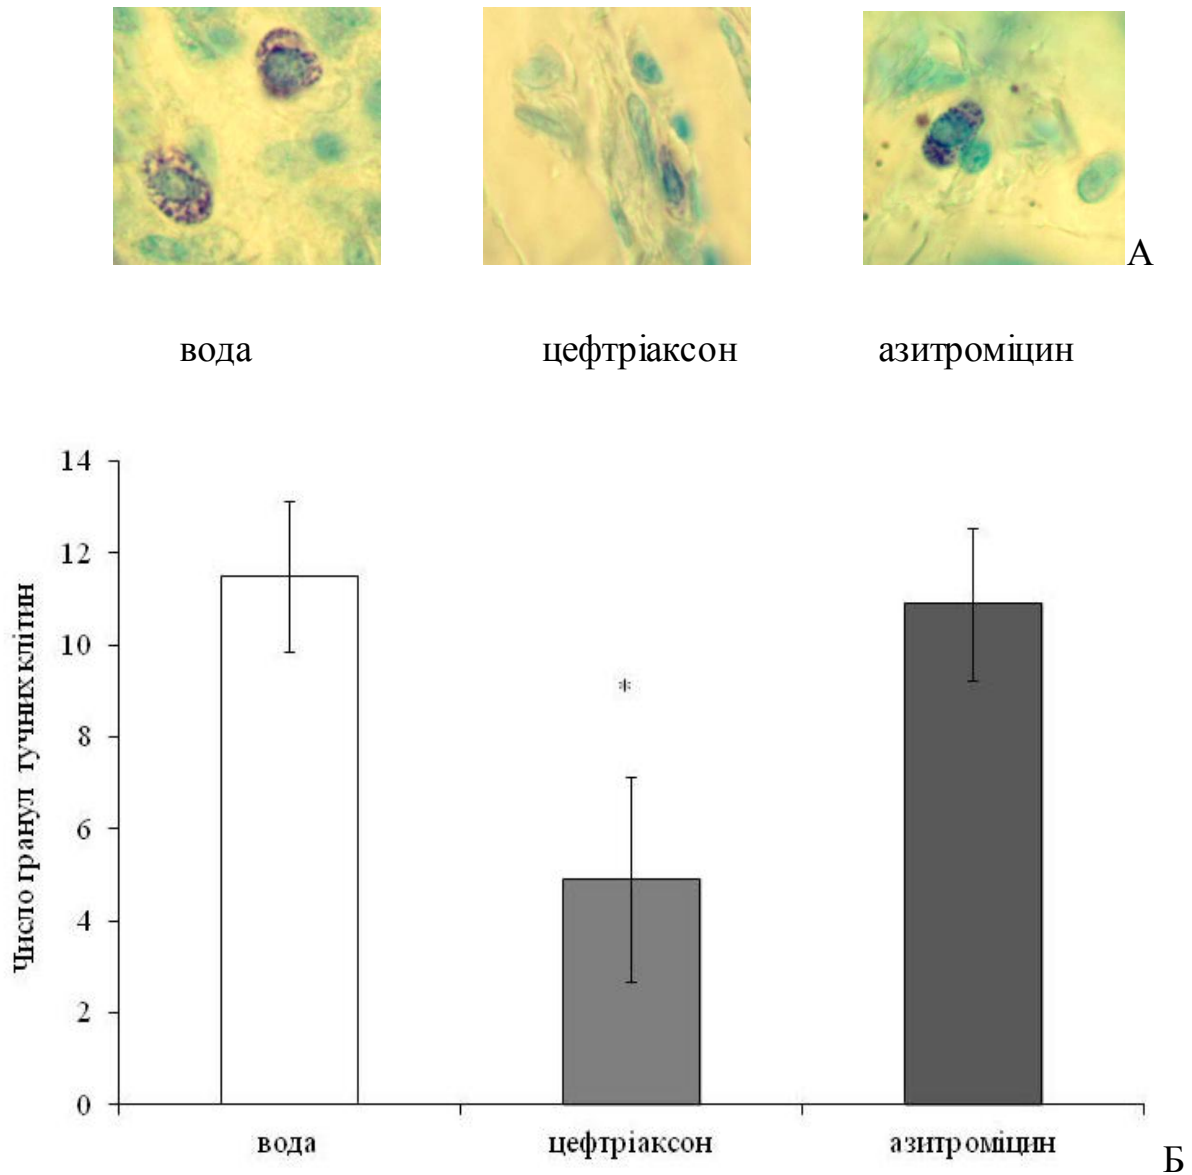 А
вода цефтріаксон азитроміцин
14
12
10
8
6
4
2
0
Число гранул тучних клітин
*
вода цефтріаксон азитроміцин
Б